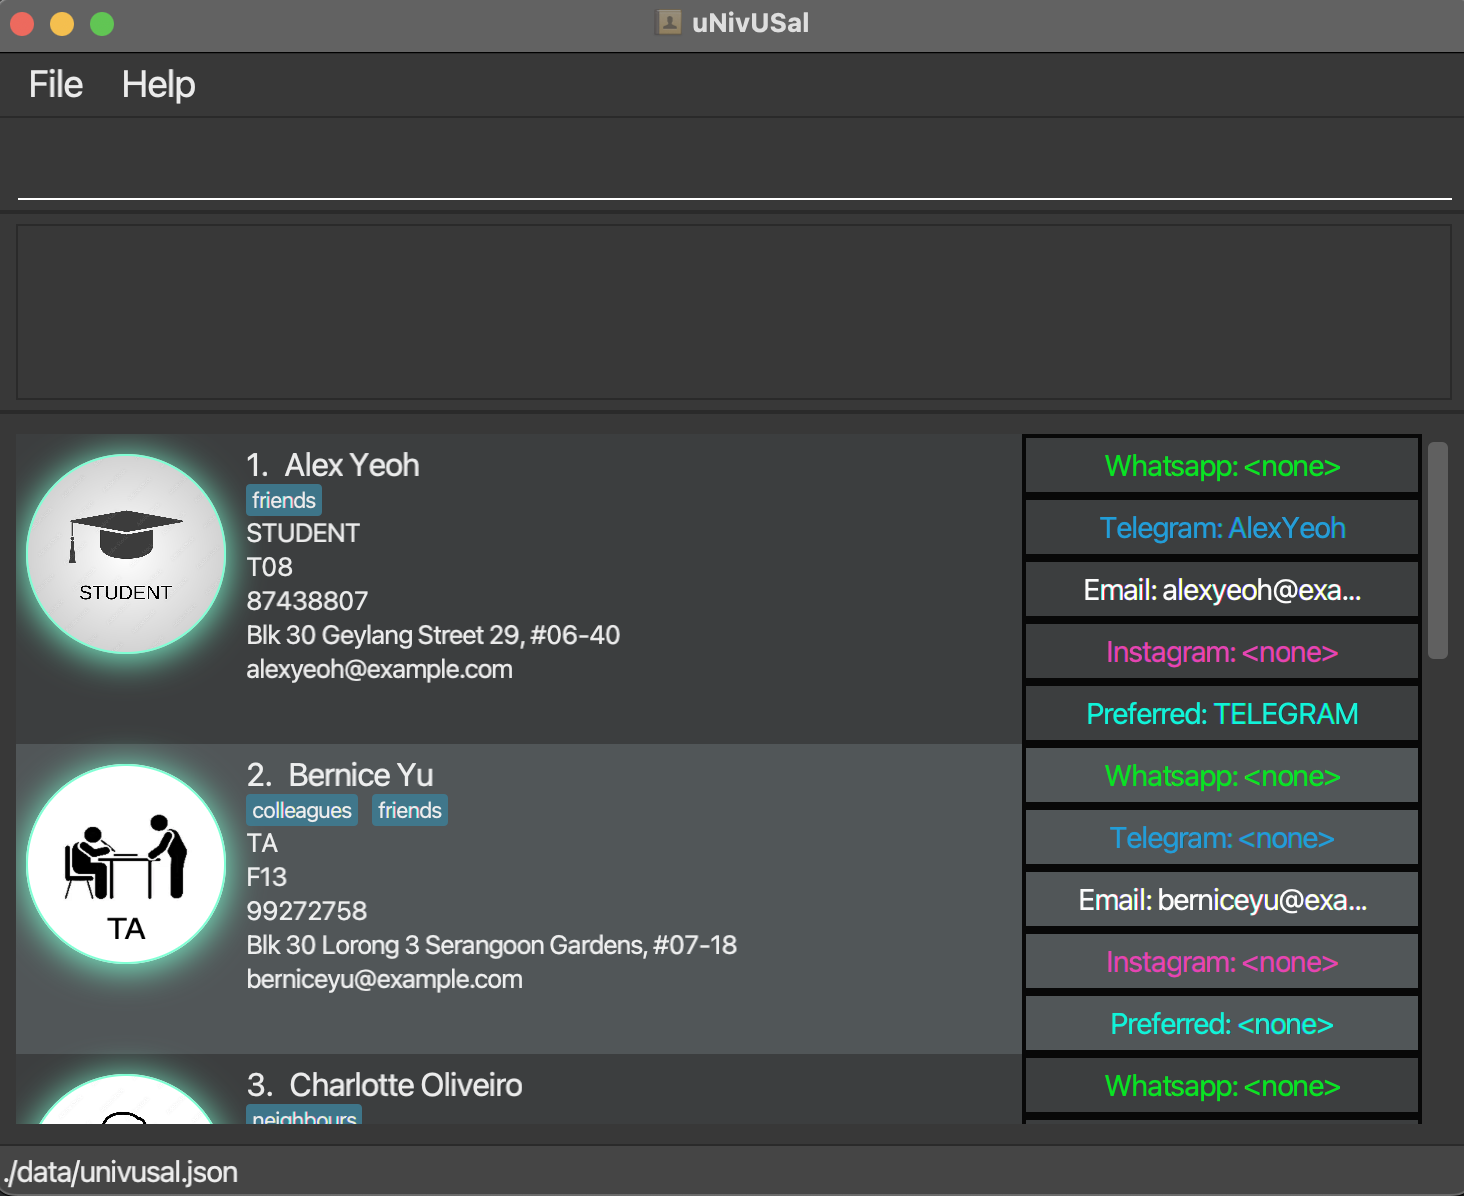 uNivUSal
File Help
STUDENT
1. Alex Yeoh
friends
STUDENT
T08
87438807
Blk 30 Geylang Street 29, #06-40
alexyeoh@example.com
Whatsapp: <none>
Telegram: AlexYeoh
Email: alexyeoh@exa...
Instagram: <none>
Preferred: TELEGRAM
TA
2. Bernice Yu
colleagues friends
TA
F13
99272758
Blk 30 Lorong 3 Serangoon Gardens, #07-18
berniceyu@example.com
Whatsapp: <none>
Telegram: <none>
Email: berniceyu@exa...
Instagram: <none>
Preferred: <none>
3. Charlotte Oliveiro
neighbours
Whatsapp: <none>
./data/univusal.json